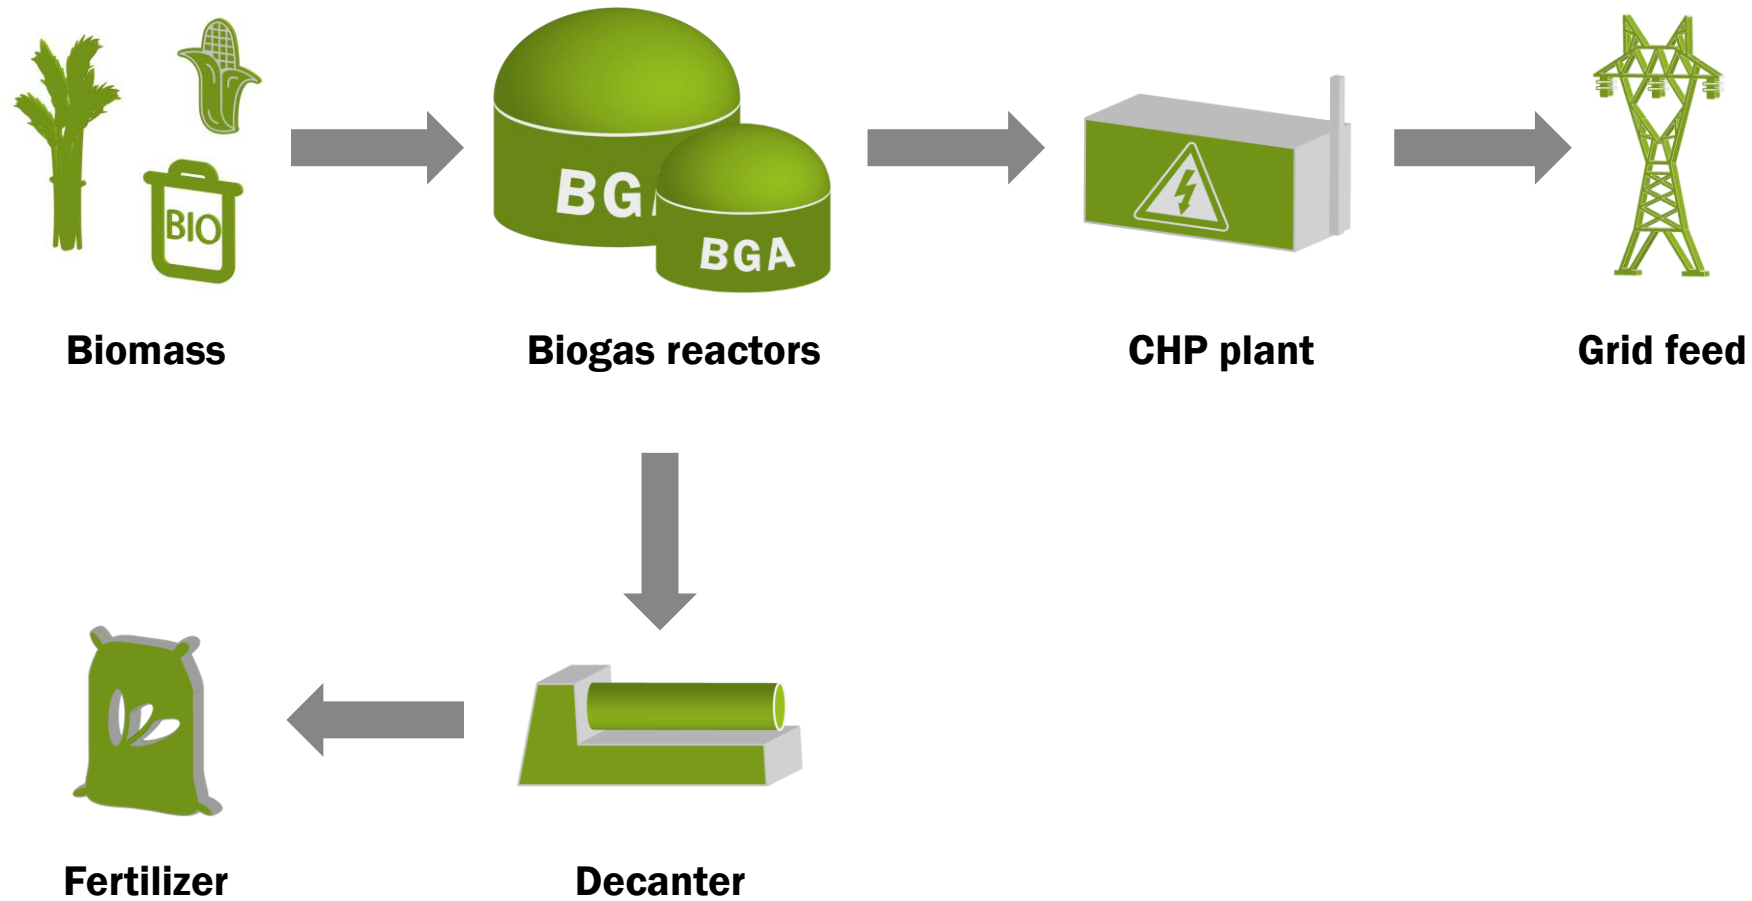 BIO
BG
BGA
Biomass
Biogas reactors
CHP plant
Grid feed
Fertilizer
Decanter